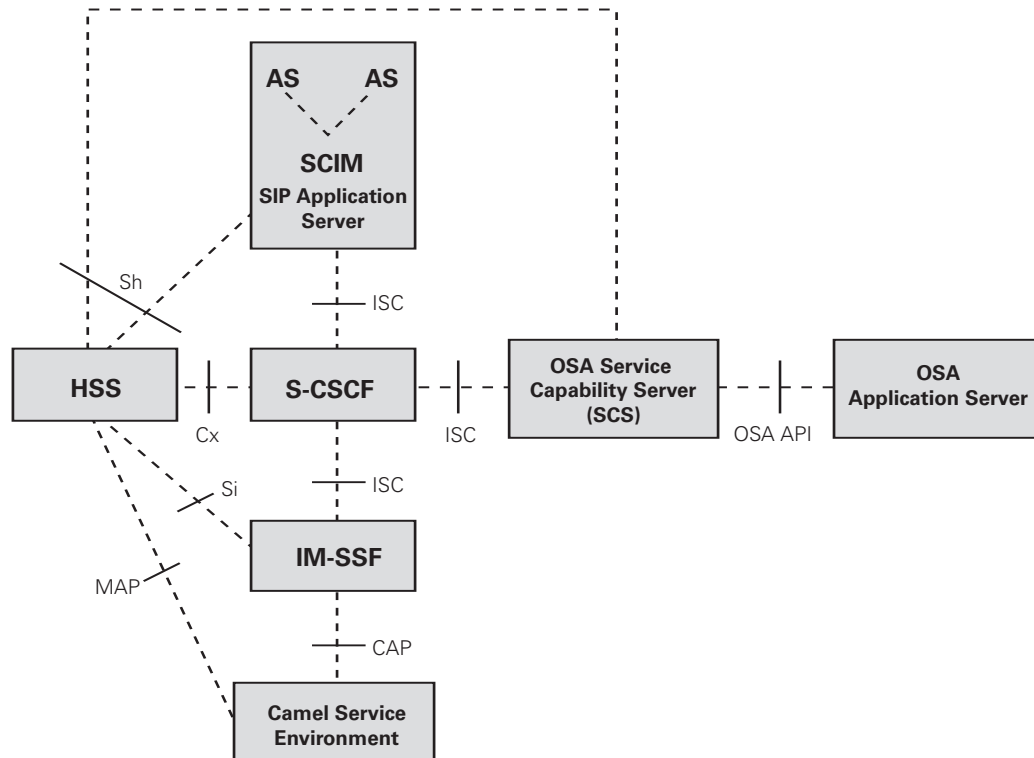 AS AS
SCIM
SIP Application
Server
Sh
ISC
HSS
S-CSCF
OSA Service
Capability Server
(SCS)
OSA
Application Server
Cx
ISC
OSA API
Si
ISC
IM-SSF
MAP
CAP
Camel Service
Environment